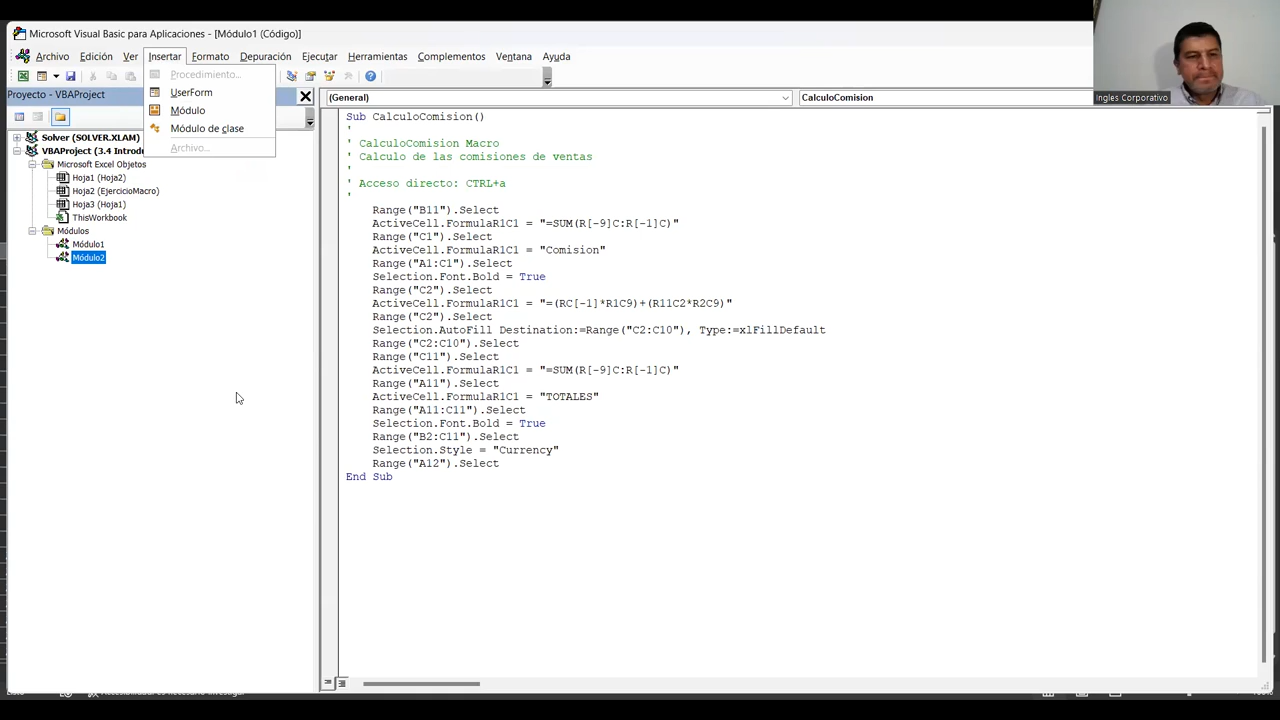 Microsoft Visual Basic para Aplicaciones - [Módulo1 (Código)]
Archivo Edición Ver Insertar Formato Depuración Ejecutar Herramientas Complementos Ventana Ayuda
Procedimiento...
UserForm
Módulo
Módulo de clase
Archivo...
Proyecto - VBAProject
Solver (SOLVER.XLAM)
VBAProject (3.4 Introdu
Microsoft Excel Objetos
Hoja1 (Hoja2)
Hoja2 (EjercicioMacro)
Hoja3 (Hoja1)
ThisWorkbook
Módulos
Módulo1
Módulo2
(General)
CalculoComision
Ingles Corporativo
Sub CalculoComision()
'
' CalculoComision Macro
' Calculo de las comisiones de ventas
'
' Acceso directo: CTRL+a
'
Range("B11").Select
ActiveCell.FormulaR1C1 = "=SUM(R[-9]C:R[-1]C)"
Range("C1").Select
ActiveCell.FormulaR1C1 = "Comision"
Range("A1:C1").Select
Selection.Font.Bold = True
Range("C2").Select
ActiveCell.FormulaR1C1 = "=(RC[-1]*R1C9)+(R11C2*R2C9)"
Range("C2").Select
Selection.AutoFill Destination:=Range("C2:C10"), Type:=xlFillDefault
Range("C2:C10").Select
Range("C11").Select
ActiveCell.FormulaR1C1 = "=SUM(R[-9]C:R[-1]C)"
Range("A11").Select
ActiveCell.FormulaR1C1 = "TOTALES"
Range("A11:C11").Select
Selection.Font.Bold = True
Range("B2:C11").Select
Selection.Style = "Currency"
Range("A12").Select
End Sub